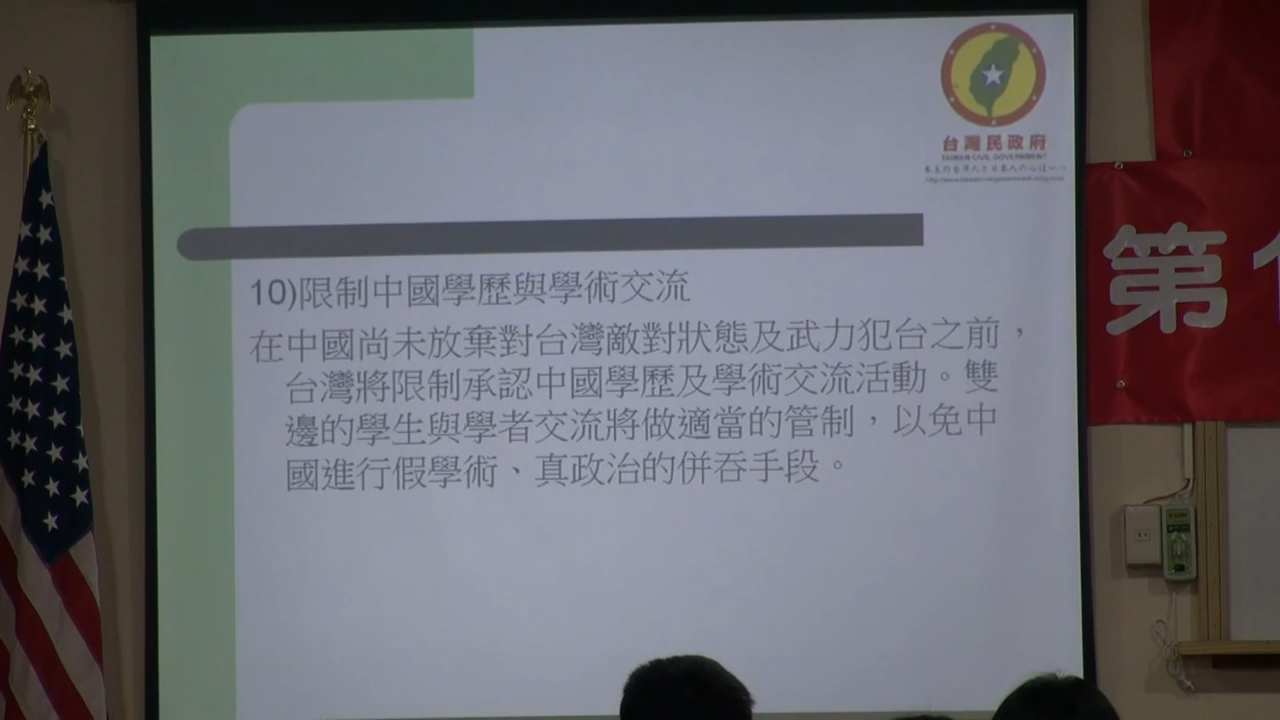 台灣民政府
TAIWAN CIVIL GOVERNMENT
10)限制中國學歷與學術交流
在中國尚未放棄對台灣敵對狀態及武力犯台之前，
台灣將限制承認中國學歷及學術交流活動。雙
邊的學生與學者交流將做適當的管制，以免中
國進行假學術、真政治的併吞手段。
第